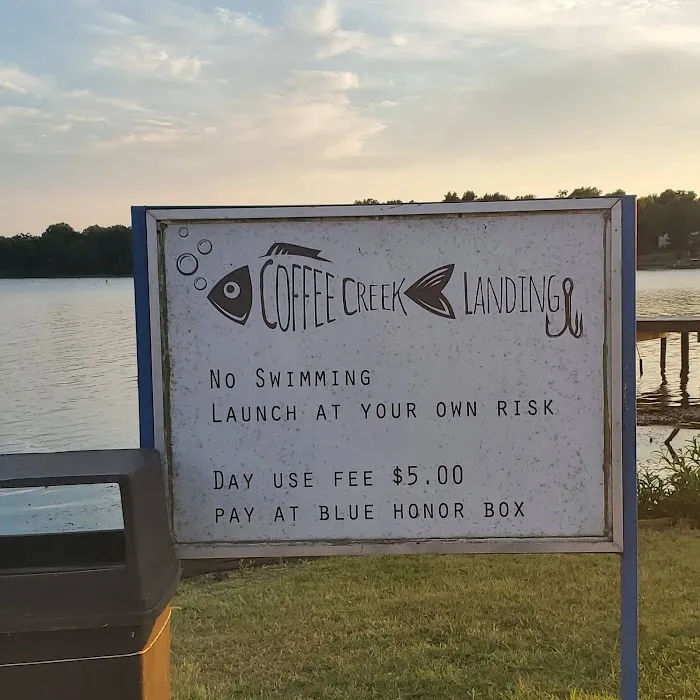 COFFEE CREEK LANDING
NO SWIMMING
LAUNCH AT YOUR OWN RISK
DAY USE FEE $5.00
PAY AT BLUE HONOR BOX